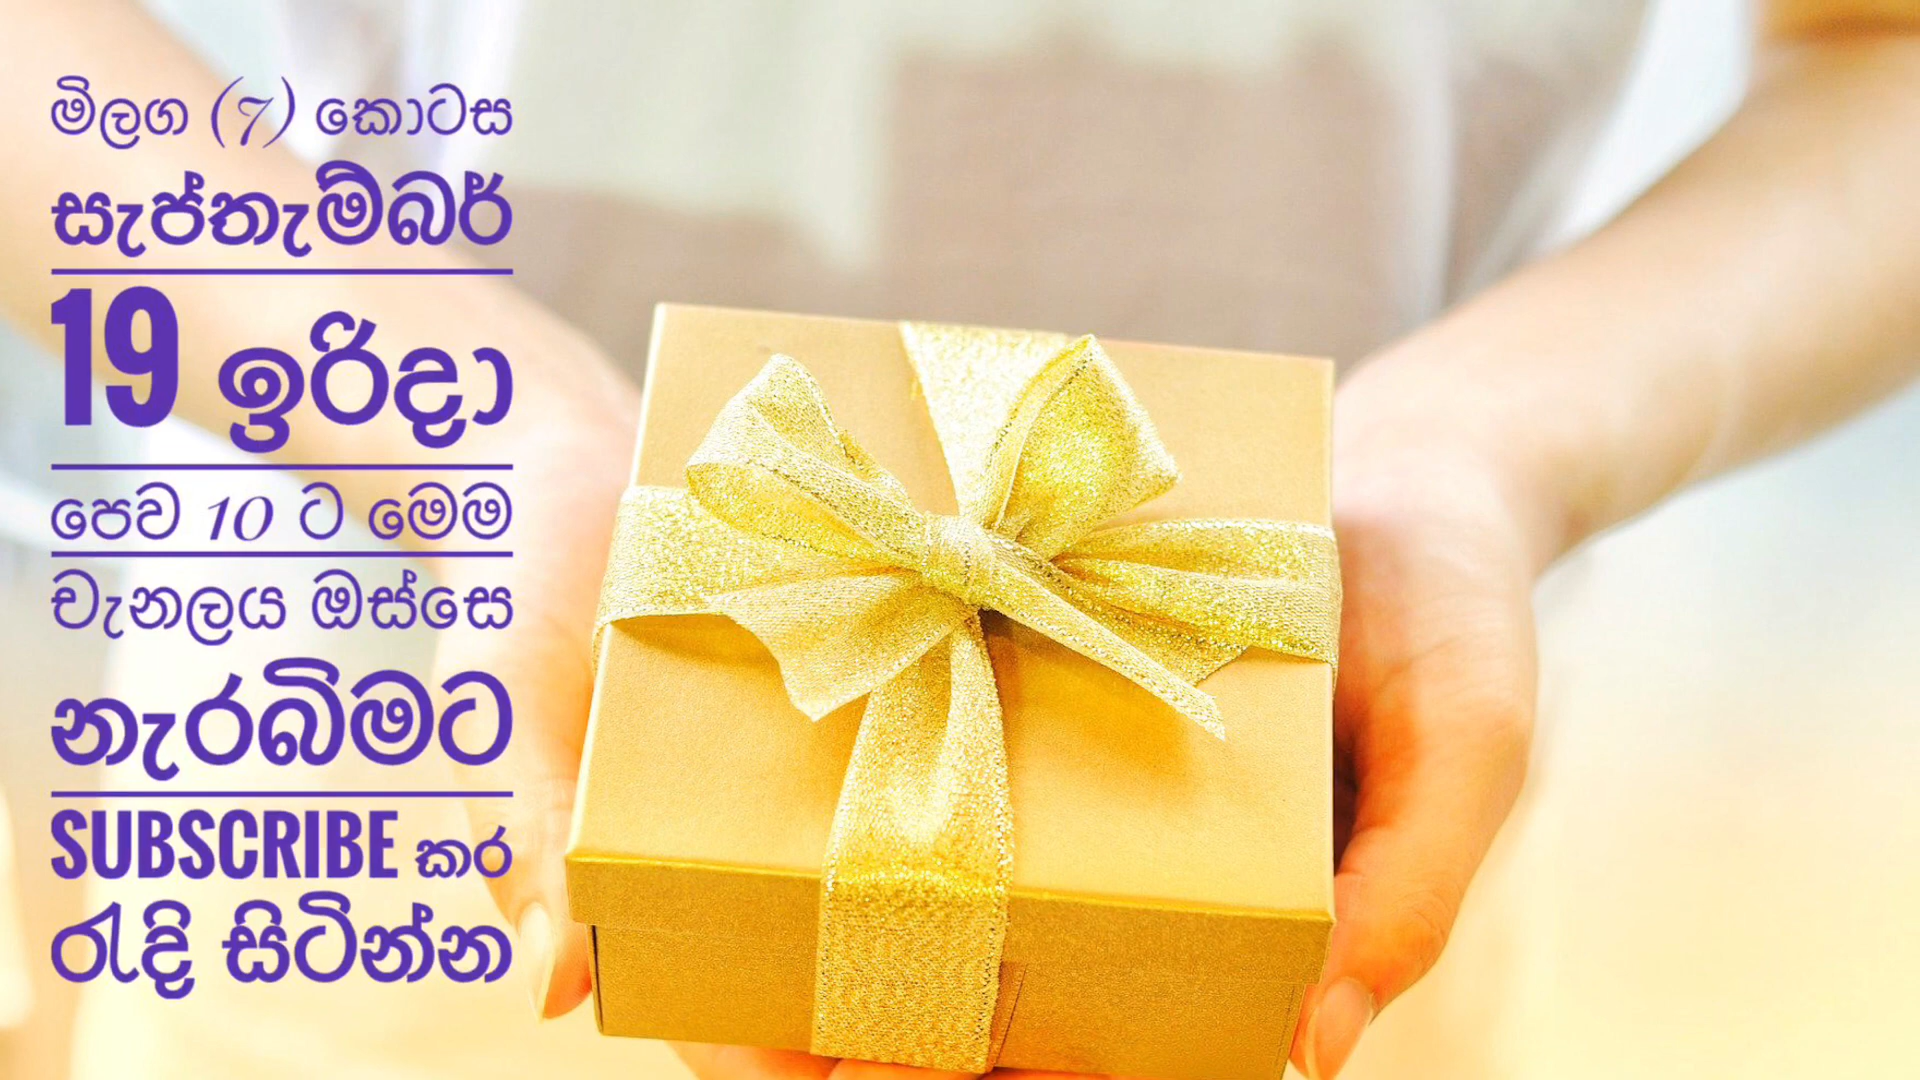 මිලග (7) කොටස
සැප්තැම්බර්
19 ඉරිදා
පෙව 10 ට මෙම
චැනලය ඔස්සෙ
නැරබිමට
SUBSCRIBE කර
රැදි සිටින්න